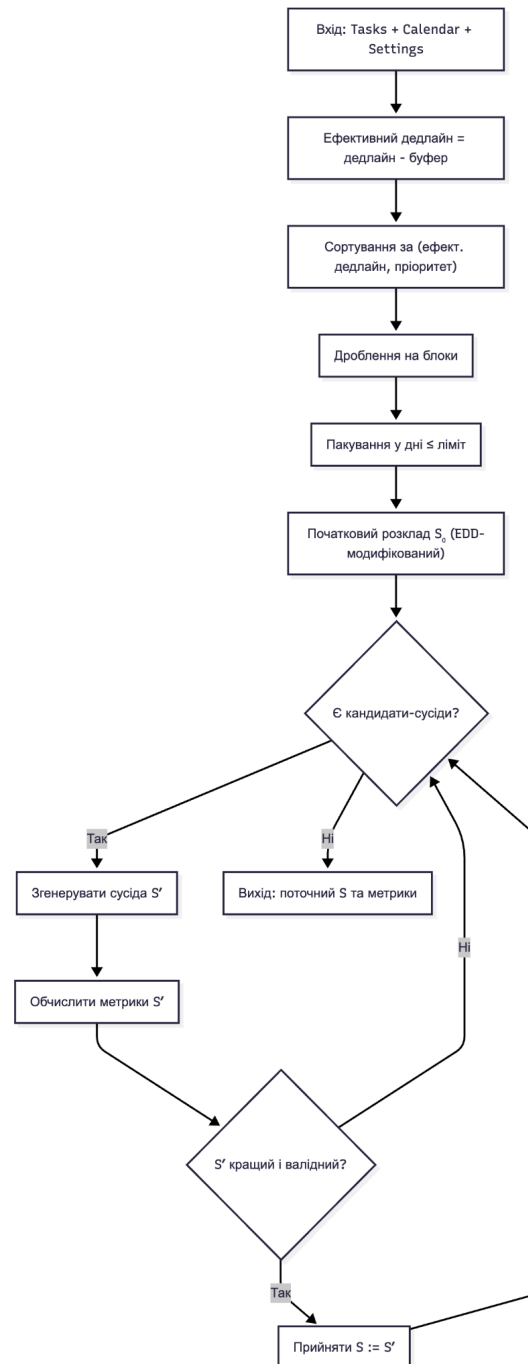 Вхід: Tasks + Calendar +
Settings
Ефективний дедлайн =
дедлайн - буфер
Сортування за (ефект.
дедлайн, пріоритет)
Дроблення на блоки
Пакування у дні ≤ ліміт
Початковий розклад S₀ (EDD-
модифікований)
Є кандидати-сусіди?
Так
Ні
Згенерувати сусіда S′
Вихід: поточний S та метрики
Ні
Обчислити метрики S′
S′ кращий і валідний?
Так
Прийняти S := S′